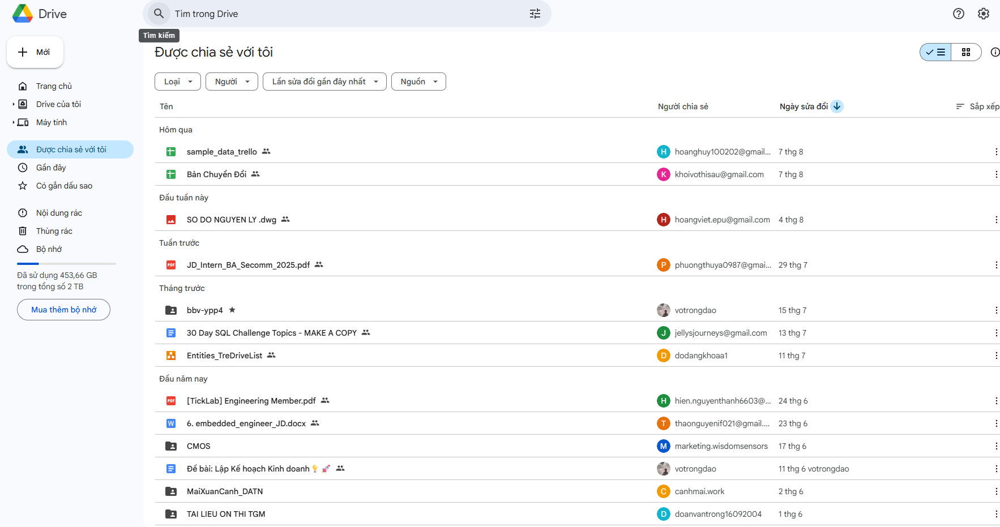 Drive
Tìm trong Drive
Tìm kiếm
Mới
Được chia sẻ với tôi
Loại
Người
Lần sửa đổi gần đây nhất
Nguồn
Trang chủ
Drive của tôi
Máy tính
Được chia sẻ với tôi
Gần đây
Có gắn dấu sao
Nội dung rác
Thùng rác
Bộ nhớ
Đã sử dụng 453,66 GB
trong tổng số 2 TB
Mua thêm bộ nhớ
Tên Người chia sẻ Ngày sửa đổi Sắp xếp
Hôm qua
sample_data_trello H hoanghuy100202@gmail... 7 thg 8
Bản Chuyển Đổi K khoivothisau@gmail.com 7 thg 8
Đầu tuần này
SO DO NGUYEN LY .dwg H hoangviet.epu@gmail.com 4 thg 8
Tuần trước
PDF JD_Intern_BA_Secomm_2025.pdf P phuongthuya0987@gmai... 29 thg 7
Tháng trước
bbv-ypp4 votrongdao 15 thg 7
30 Day SQL Challenge Topics - MAKE A COPY J jellysjourneys@gmail.com 13 thg 7
Entities_TreDriveList D dodangkhoaa1 11 thg 7
Đầu năm nay
PDF [TickLab] Engineering Member.pdf H hien.nguyenthanh6603@... 24 thg 6
W 6. embedded_engineer_JD.docx T thaonguyenif021@gmail.... 23 thg 6
CMOS M marketing.wisdomsensors 17 thg 6
Đề bài: Lập Kế hoạch Kinh doanh💡🚀 votrongdao 11 thg 6 votrongdao
MaiXuanCanh_DATN C canhmai.work 2 thg 6
TAI LIEU ON THI TGM D doanvantrong16092004 1 thg 6